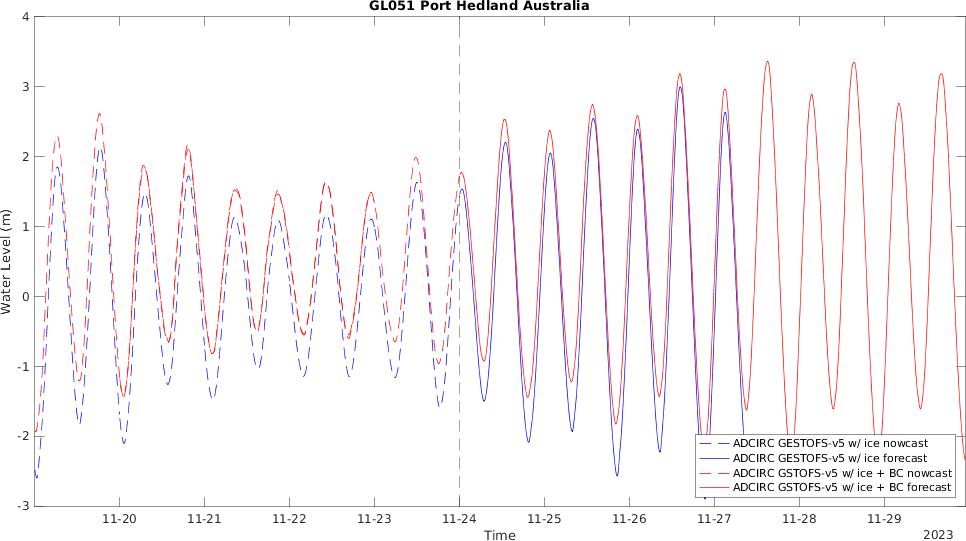 GL051 Port Hedland Australia
4
3
2
1
0
-1
-2
-3
Water Level (m)
ADCIRC GESTOFS-v5 w/ ice nowcast
ADCIRC GESTOFS-v5 w/ ice forecast
ADCIRC GSTOFS-v5 w/ ice + BC nowcast
ADCIRC GSTOFS-v5 w/ ice + BC forecast
11-20 11-21 11-22 11-23 11-24 11-25 11-26 11-27 11-28 11-29
Time
2023